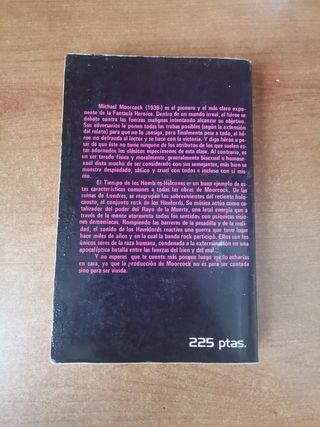 Michael Moorcock (1939-) es el pionero y el más claro expo-
nente de la Fantasía Heroica. Dentro de un mundo irreal, el héroe se
debate contra las fuerzas malignas intentando alcanzar su objetivo.
Sus adversarios le ponen todas las trabas posibles (según la extensión
del relato) para que no lo consiga, pero finalmente pese a todo, el hé-
roe no defrauda al lector y se hace con la victoria. Y digo héroe a pe-
sar de que éste no tiene ninguno de los atributos de los que suelen es-
tar adornados los clásicos especímenes de esta clase. Al contrario, es
un ser tarado física y moralmente; generalmente bisexual u homose-
xual dista mucho de ser considerado con sus semejantes, más bien se
muestra despiadado, sádico y cruel con todos e incluso con sí mis-
mo.
El Tiempo de los Hombres-Halcones es un buen ejemplo de es-
tas características comunes a todas las obras de Moorcock. De las
ruinas de Londres, se reagrupan los sobrevivientes del reciente holo-
causto, el conjunto rock de los Hawlords. Su música actúa como ca-
talizador del poder del Rayo de la Muerte, una letal energía que a
través de la mente atormenta todos los sentidos con psíquicas visio-
nes demoníacas. Rompiendo las barreras de la pesadilla y la reali-
dad, el sonido de los Hawklords reactiva una guerra que tuvo lugar
hace miles de años y en la cual la banda rock participó. Ellos son los
únicos seres de la raza humana, condenada a la exterminación en una
apocalíptica batalla entre las fuerzas del bien y del mal...
Y no esperes que te cuente más porque luego me lo echarías
en cara, ya que la producción de Moorcock no es para ser contada
sino para ser vivida.
225 ptas.